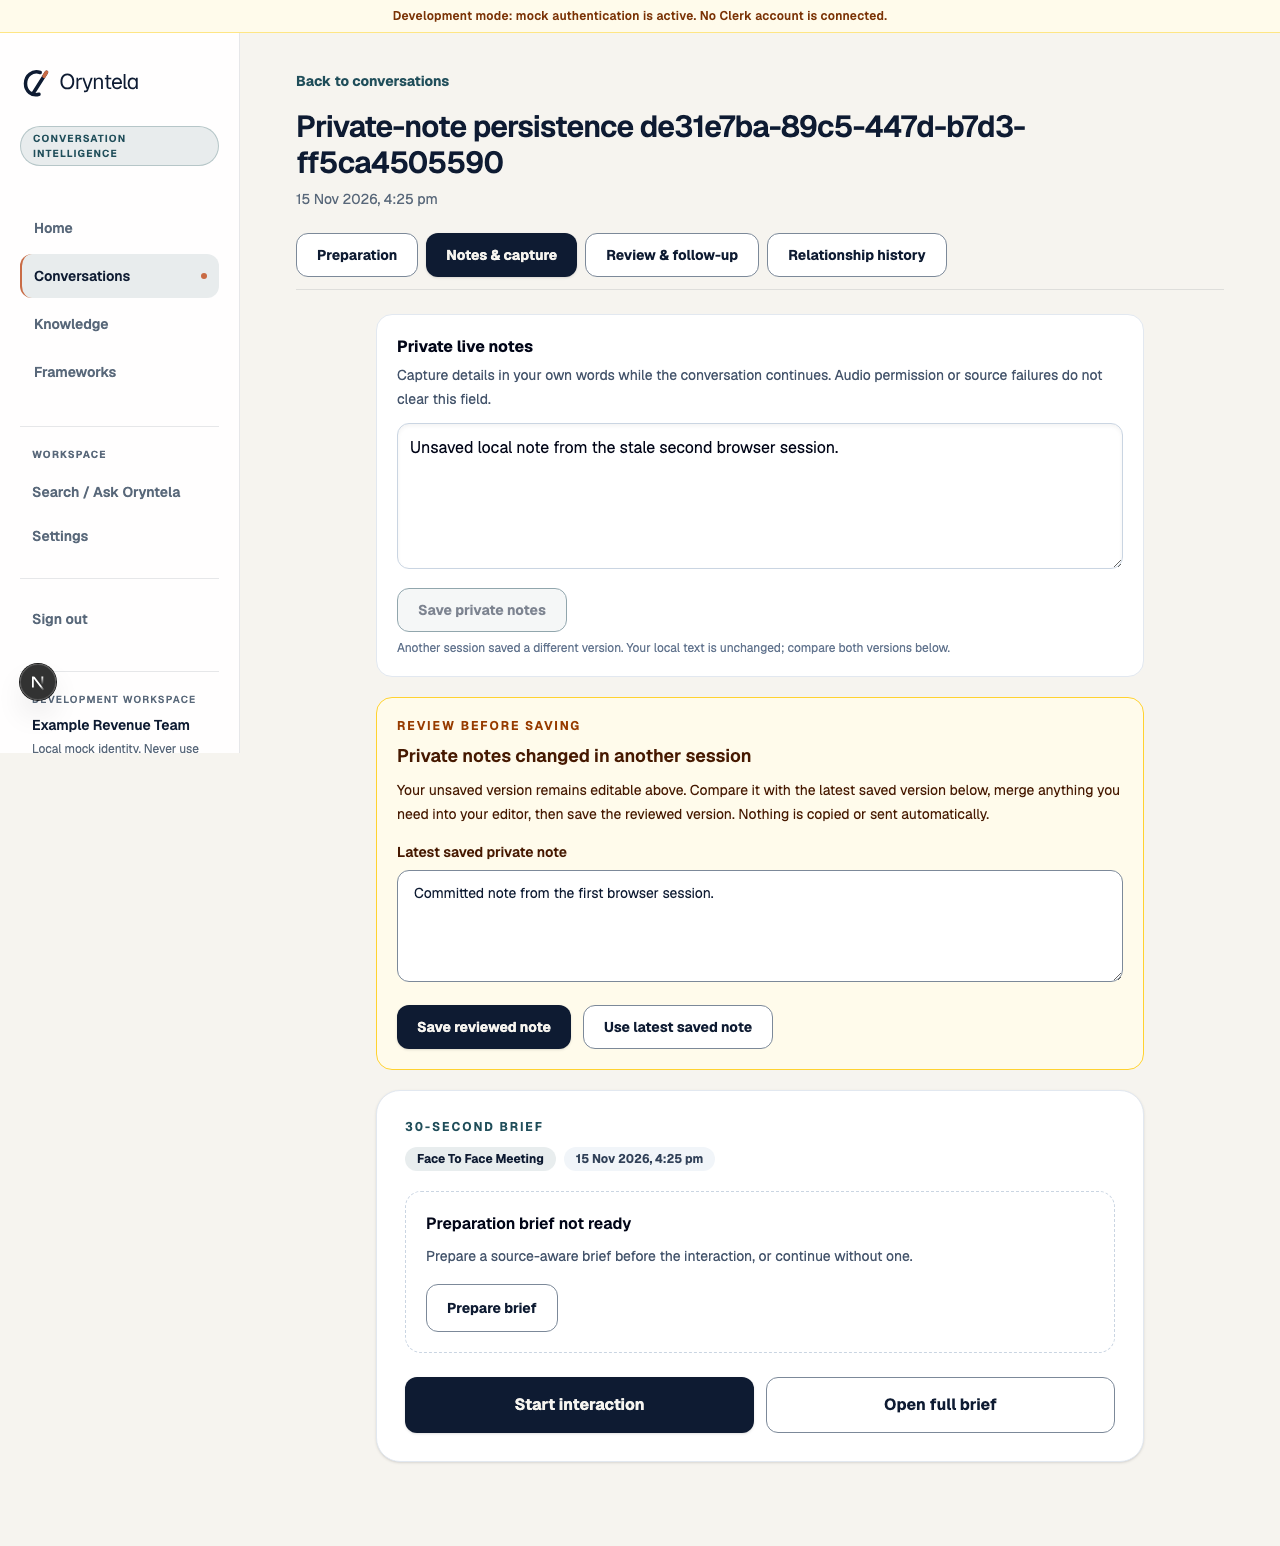 Development mode: mock authentication is active. No Clerk account is connected.
Oryntela
CONVERSATION
INTELLIGENCE
Home
Conversations
Knowledge
Frameworks
WORKSPACE
Search / Ask Oryntela
Settings
Sign out
N
DEVELOPMENT WORKSPACE
Example Revenue Team
Local mock identity. Never use
Back to conversations
Private-note persistence de31e7ba-89c5-447d-b7d3-
ff5ca4505590
15 Nov 2026, 4:25 pm
Preparation
Notes & capture
Review & follow-up
Relationship history
Private live notes
Capture details in your own words while the conversation continues. Audio permission or source failures do not
clear this field.
Unsaved local note from the stale second browser session.
Save private notes
Another session saved a different version. Your local text is unchanged; compare both versions below.
REVIEW BEFORE SAVING
Private notes changed in another session
Your unsaved version remains editable above. Compare it with the latest saved version below, merge anything you
need into your editor, then save the reviewed version. Nothing is copied or sent automatically.
Latest saved private note
Committed note from the first browser session.
Save reviewed note
Use latest saved note
30-SECOND BRIEF
Face To Face Meeting
15 Nov 2026, 4:25 pm
Preparation brief not ready
Prepare a source-aware brief before the interaction, or continue without one.
Prepare brief
Start interaction
Open full brief